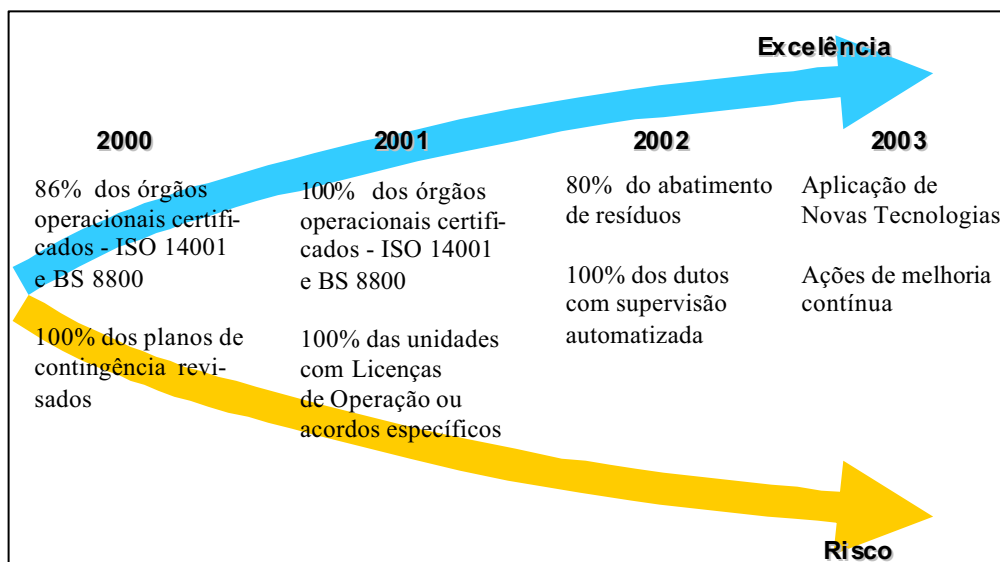 Excelência
2000
86% dos órgãos
operacionais certifi-
cados - ISO 14001
e BS 8800
100% dos planos de
contingência revi-
sados
2001
100% dos órgãos
operacionais certifi-
cados - ISO 14001
e BS 8800
100% das unidades
com Licenças
de Operação ou
acordos específicos
2002
80% do abatimento
de resíduos
100% dos dutos
com supervisão
automatizada
2003
Aplicação de
Novas Tecnologias
Ações de melhoria
contínua
Risco